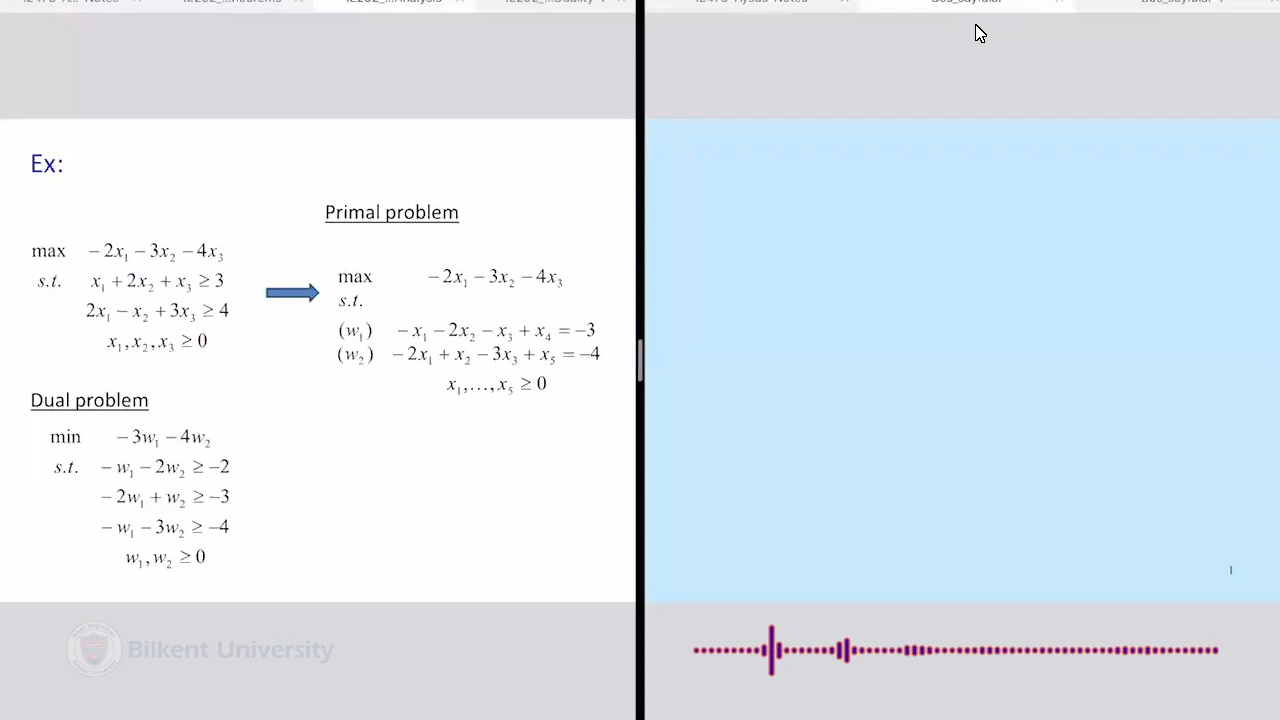 Ex:
Primal problem
max −2x₁ − 3x₂ − 4x₃
s.t. x₁ + 2x₂ + x₃ ≥ 3
2x₁ − x₂ + 3x₃ ≥ 4
x₁, x₂, x₃ ≥ 0
max −2x₁ − 3x₂ − 4x₃
s.t.
(w₁) −x₁ − 2x₂ − x₃ + x₄ = −3
(w₂) −2x₁ + x₂ − 3x₃ + x₅ = −4
x₁,…, x₅ ≥ 0
Dual problem
min −3w₁ − 4w₂
s.t. −w₁ − 2w₂ ≥ −2
−2w₁ + w₂ ≥ −3
−w₁ − 3w₂ ≥ −4
w₁, w₂ ≥ 0
1
Bilkent University